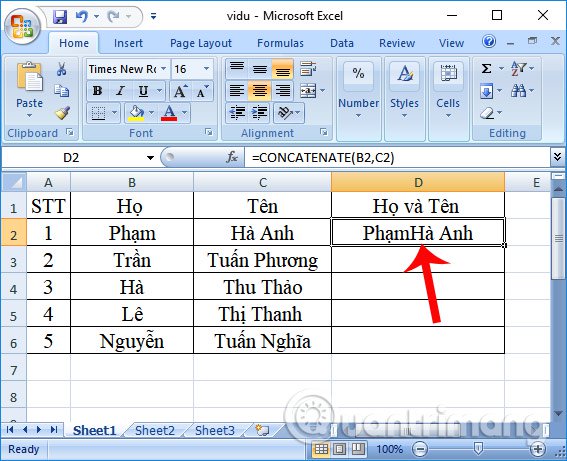 vidu - Microsoft Excel
Home Insert Page Layout Formulas Data Review View
Paste
Times New Ro 16
B I U
A A
%
Number
Styles
Cells
Σ
Clipboard Font Alignment Editing
D2 fx =CONCATENATE(B2,C2)
A B C D E
1 STT Họ Tên Họ và Tên
2 1 Phạm Hà Anh PhạmHà Anh
3 2 Trần Tuấn Phương
4 3 Hà Thu Thảo
5 4 Lê Thị Thanh
6 5 Nguyễn Tuấn Nghĩa
7
Sheet1 Sheet2 Sheet3
Quantrimang
Ready 100%